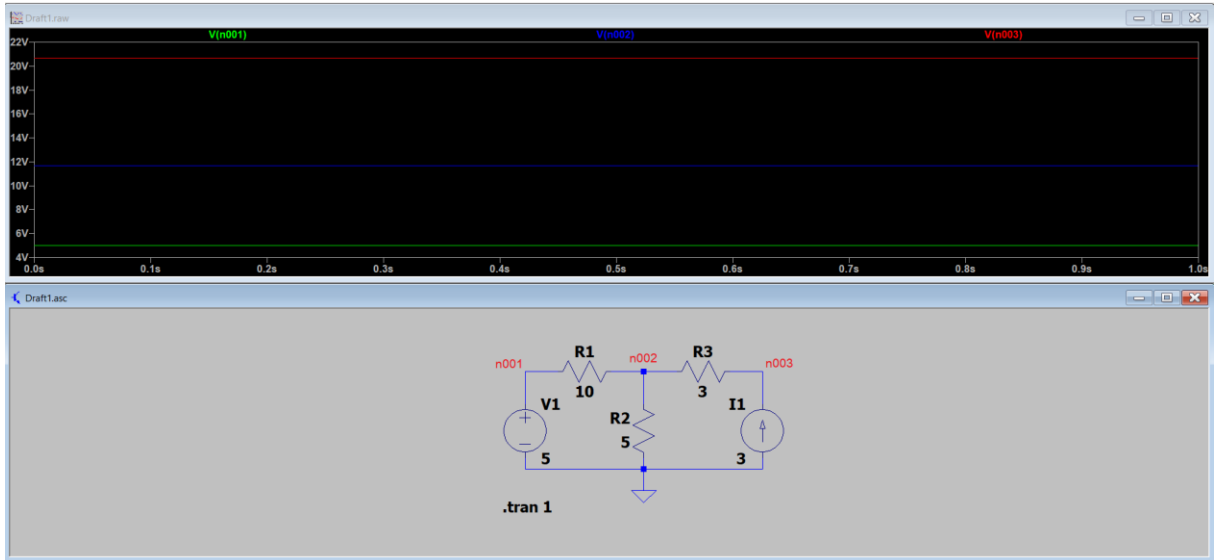 Draft1.raw
V(n001) V(n002) V(n003)
22V
20V
18V
16V
14V
12V
10V
8V
6V
4V
0.0s 0.1s 0.2s 0.3s 0.4s 0.5s 0.6s 0.7s 0.8s 0.9s 1.0s
Draft1.asc
n001 R1 n002 R3 n003
10 3
V1 R2 I1
5 5 3
.tran 1